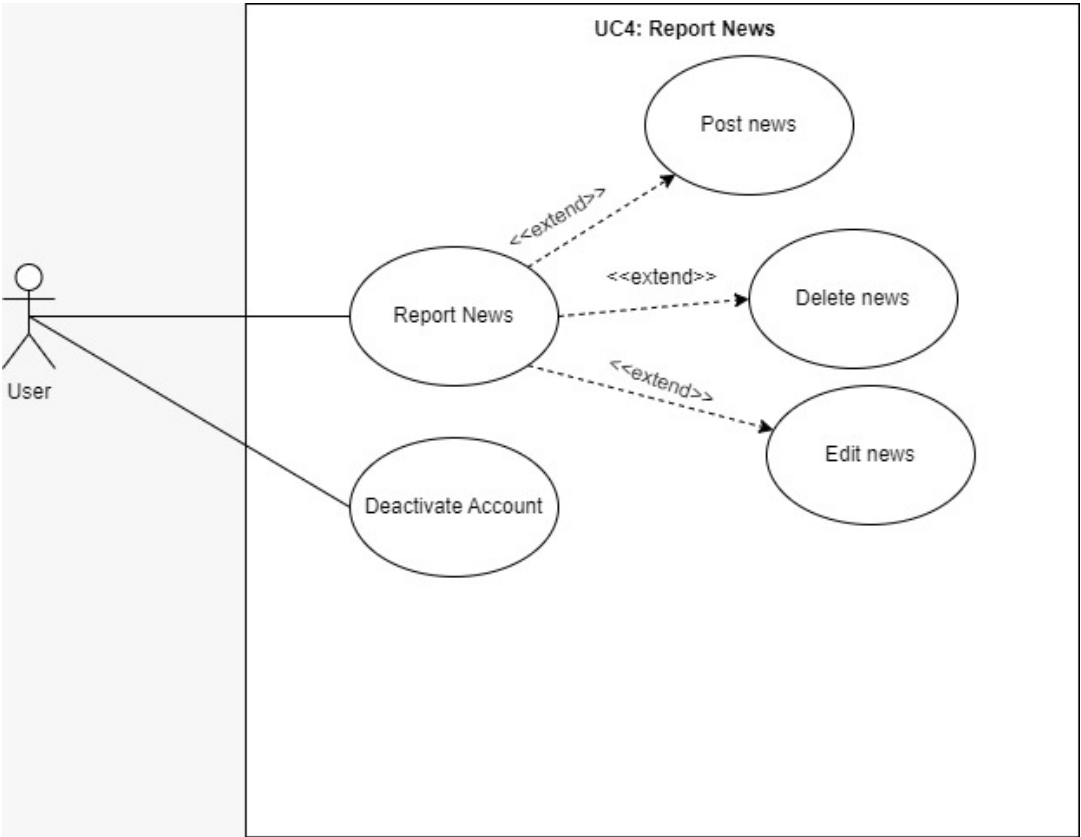 UC4: Report News
Post news
<<extend>>
<<extend>>
Delete news
Report News
<<extend>>
User
Edit news
Deactivate Account